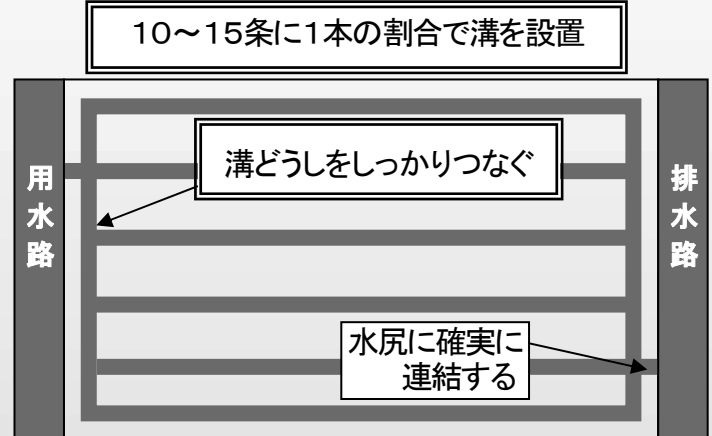 10～15条に1本の割合で溝を設置
溝どうしをしっかりつなぐ
用水路
排水路
水尻に確実に
連結する